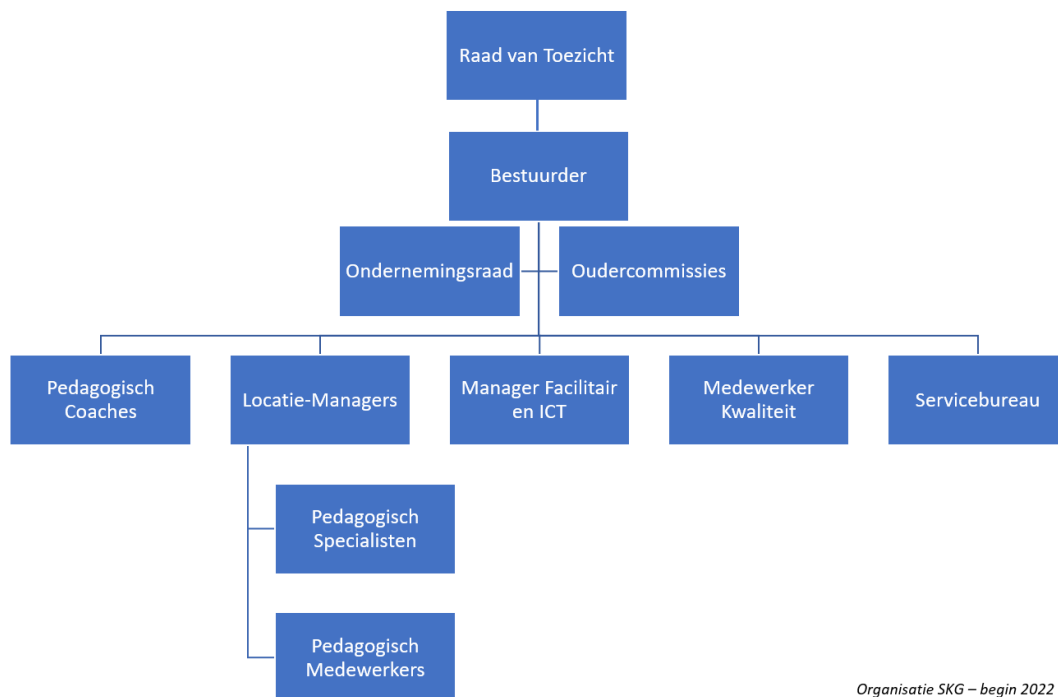 Raad van Toezicht
Bestuurder
Ondernemingsraad
Oudercommissies
Pedagogisch
Coaches
Locatie-Managers
Manager Facilitair
en ICT
Medewerker
Kwaliteit
Servicebureau
Pedagogisch
Specialisten
Pedagogisch
Medewerkers
Organisatie SKG – begin 2022